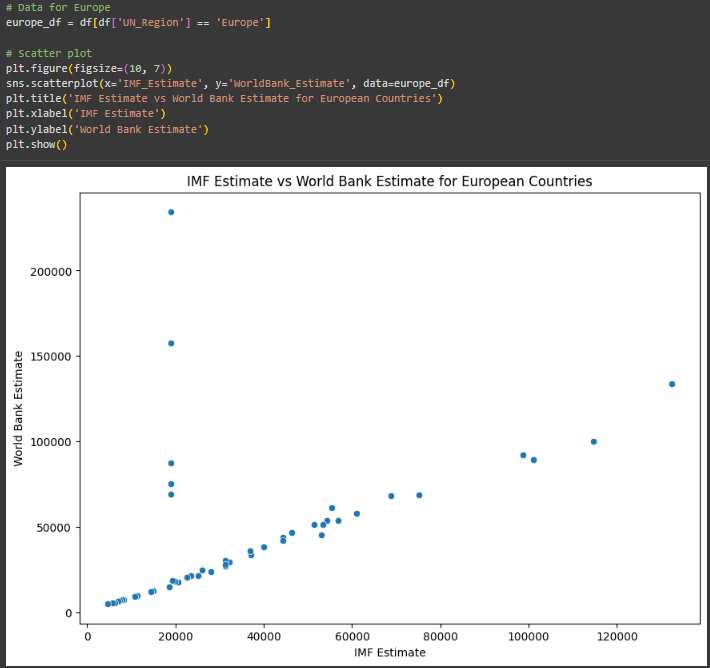 # Data for Europe
europe_df = df[df['UN_Region'] == 'Europe']
# Scatter plot
plt.figure(figsize=(10, 7))
sns.scatterplot(x='IMF_Estimate', y='WorldBank_Estimate', data=europe_df)
plt.title('IMF Estimate vs World Bank Estimate for European Countries')
plt.xlabel('IMF Estimate')
plt.ylabel('World Bank Estimate')
plt.show()
IMF Estimate vs World Bank Estimate for European Countries
World Bank Estimate
200000
150000
100000
50000
0
0
20000
40000
60000
80000
100000
120000
IMF Estimate